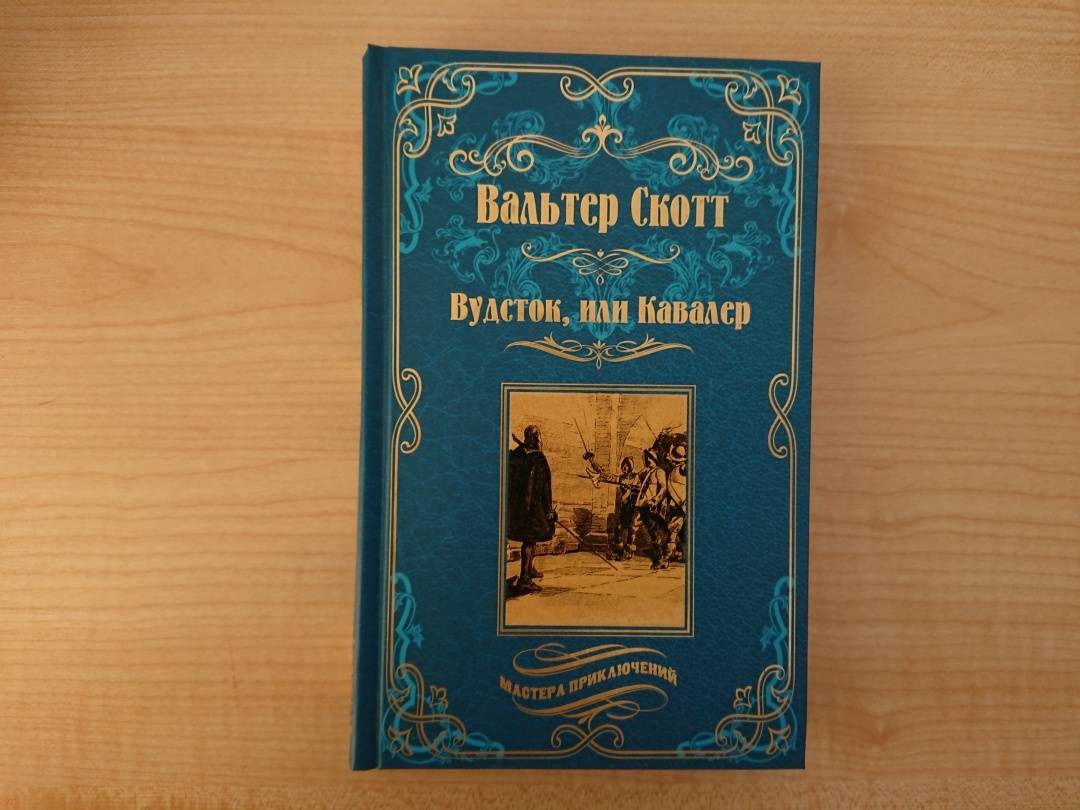 Вальтер Скотт
Вудсток, или Кавалер
МАСТЕРА ПРИКЛЮЧЕНИЙ